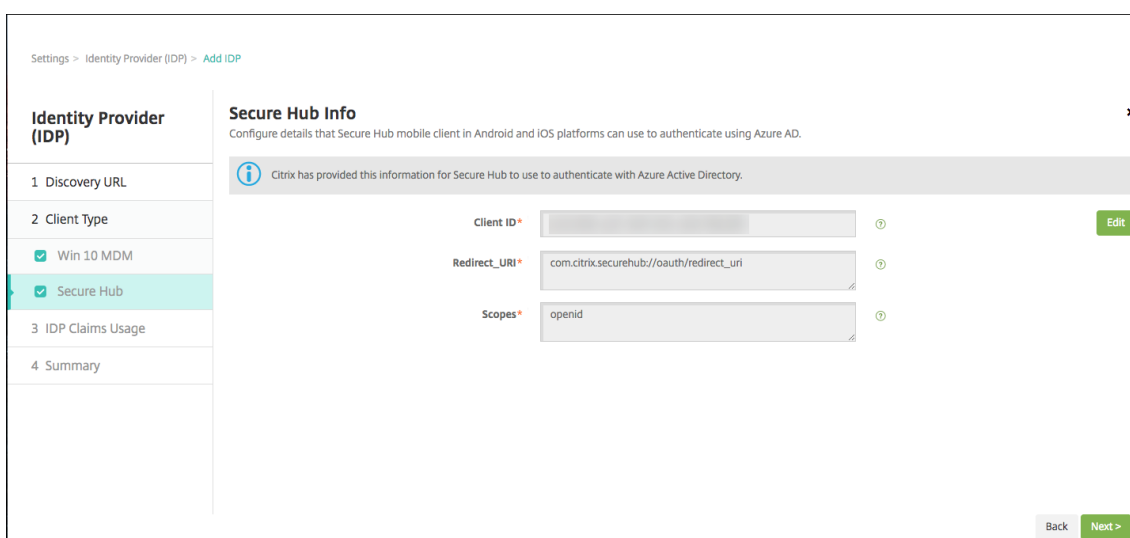 Settings > Identity Provider (IDP) > Add IDP
Identity Provider
(IDP)
1 Discovery URL
2 Client Type
Win 10 MDM
Secure Hub
3 IDP Claims Usage
4 Summary
Secure Hub Info
Configure details that Secure Hub mobile client in Android and iOS platforms can use to authenticate using Azure AD.
Citrix has provided this information for Secure Hub to use to authenticate with Azure Active Directory.
Client ID*
Edit
Redirect_URI* com.citrix.securehub://oauth/redirect_uri
Scopes* openid
Back Next >